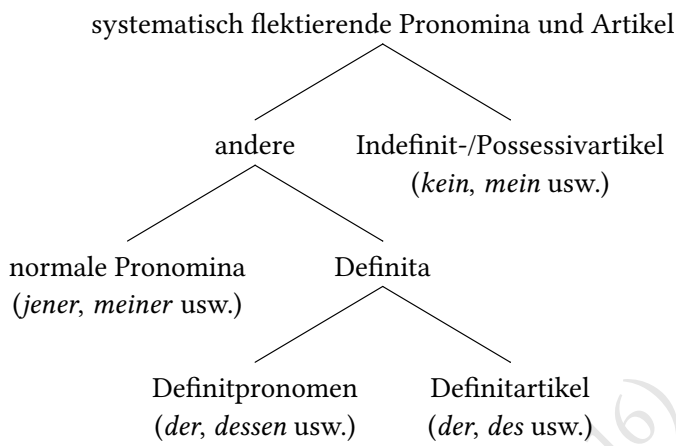 systematisch flektierende Pronomina und Artikel
andere Indefinit-/Possessivartikel
(kein, mein usw.)
normale Pronomina Definita
(jener, meiner usw.)
Definitpronomen Definitartikel
(der, dessen usw.) (der, des usw.)
16)